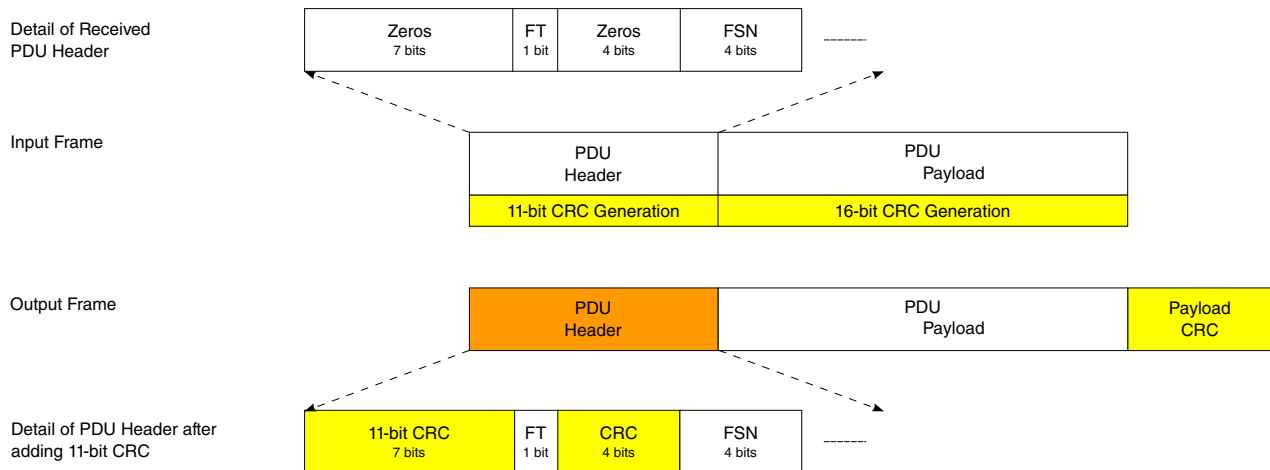 Detail of Received
PDU Header
Zeros
7 bits
FT
1 bit
Zeros
4 bits
FSN
4 bits
Input Frame
PDU
Header
PDU
Payload
11-bit CRC Generation
16-bit CRC Generation
Output Frame
PDU
Header
PDU
Payload
Payload
CRC
Detail of PDU Header after
adding 11-bit CRC
11-bit CRC
7 bits
FT
1 bit
CRC
4 bits
FSN
4 bits